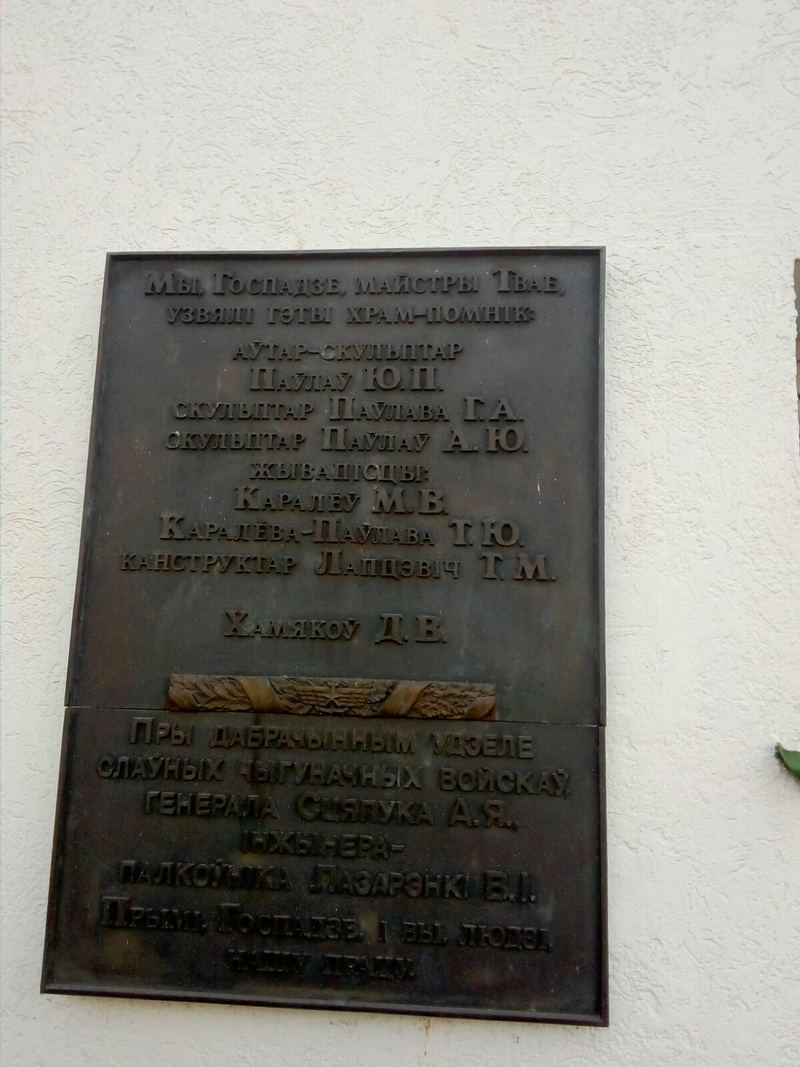 Мы, Госпадзе, майстры Твае,
узвялі гэты храм-помнік:
аўтар-скульптар
Паўлаў Ю. П.
скульптар Паўлава Г. А.
скульптар Паўлаў А. Ю.
жывапісцы:
Каралёў М. В.
Каралёва-Паўлава Т. Ю.
канструктар Лапцэвіч Т. М.
Хамякоў Д. В.
Пры дабрачынным удзеле
слаўных чыгуначных войскаў,
генерала Сцяпука А. Я.,
інжынера-
палкоўніка Лазарэнкі В. І.
Прымі, Госпадзе, і вы, людзі,
нашу працу.